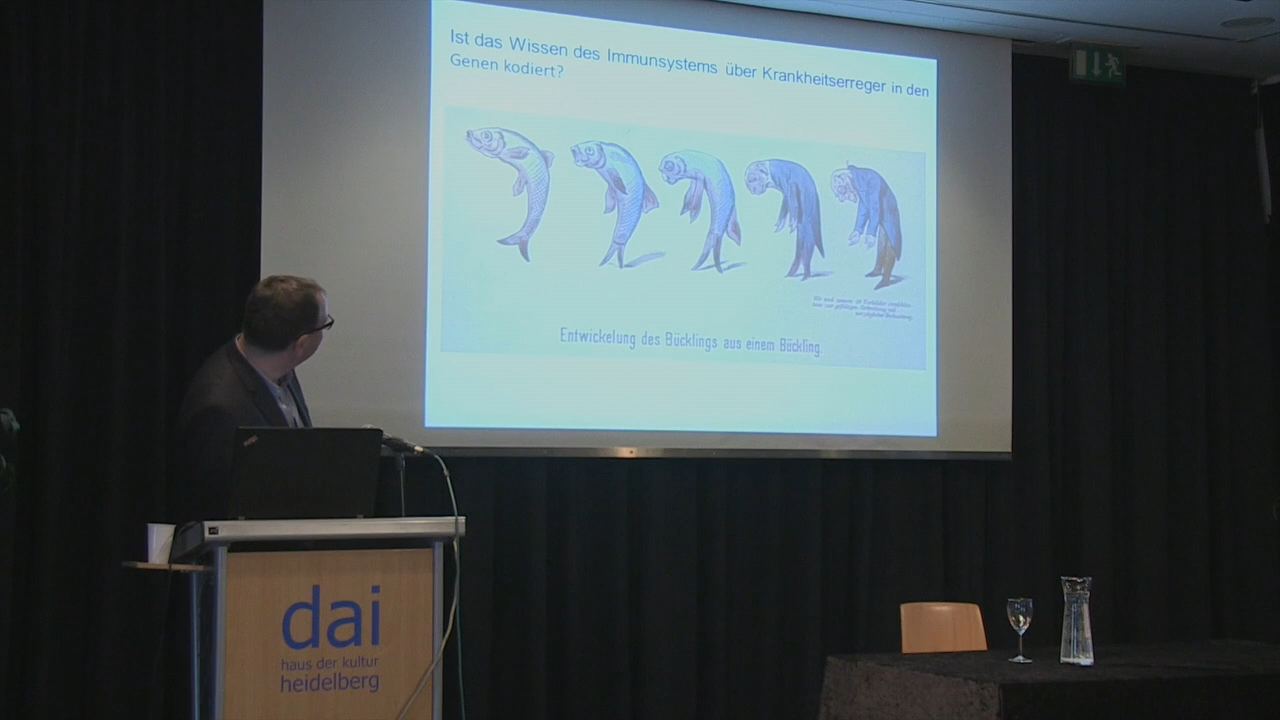 Ist das Wissen des Immunsystems über Krankheitserreger in den
Genen kodiert?
Entwickelung des Bücklings aus einem Bückling.
dai
haus der kultur
heidelberg